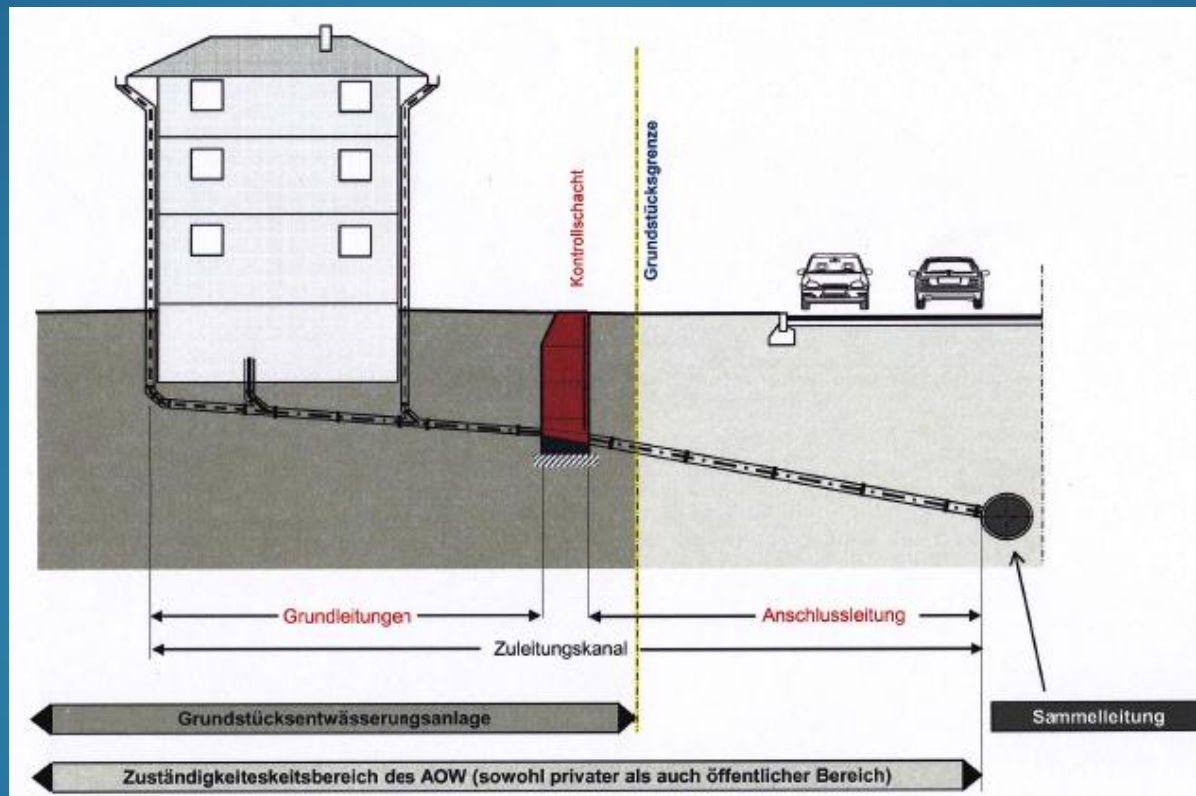 Kontrollschacht
Grundstücksgrenze
Grundleitungen
Anschlussleitung
Zuleitungskanal
Grundstücksentwässerungsanlage
Sammelleitung
Zuständigkeiteskeitsbereich des AOW (sowohl privater als auch öffentlicher Bereich)